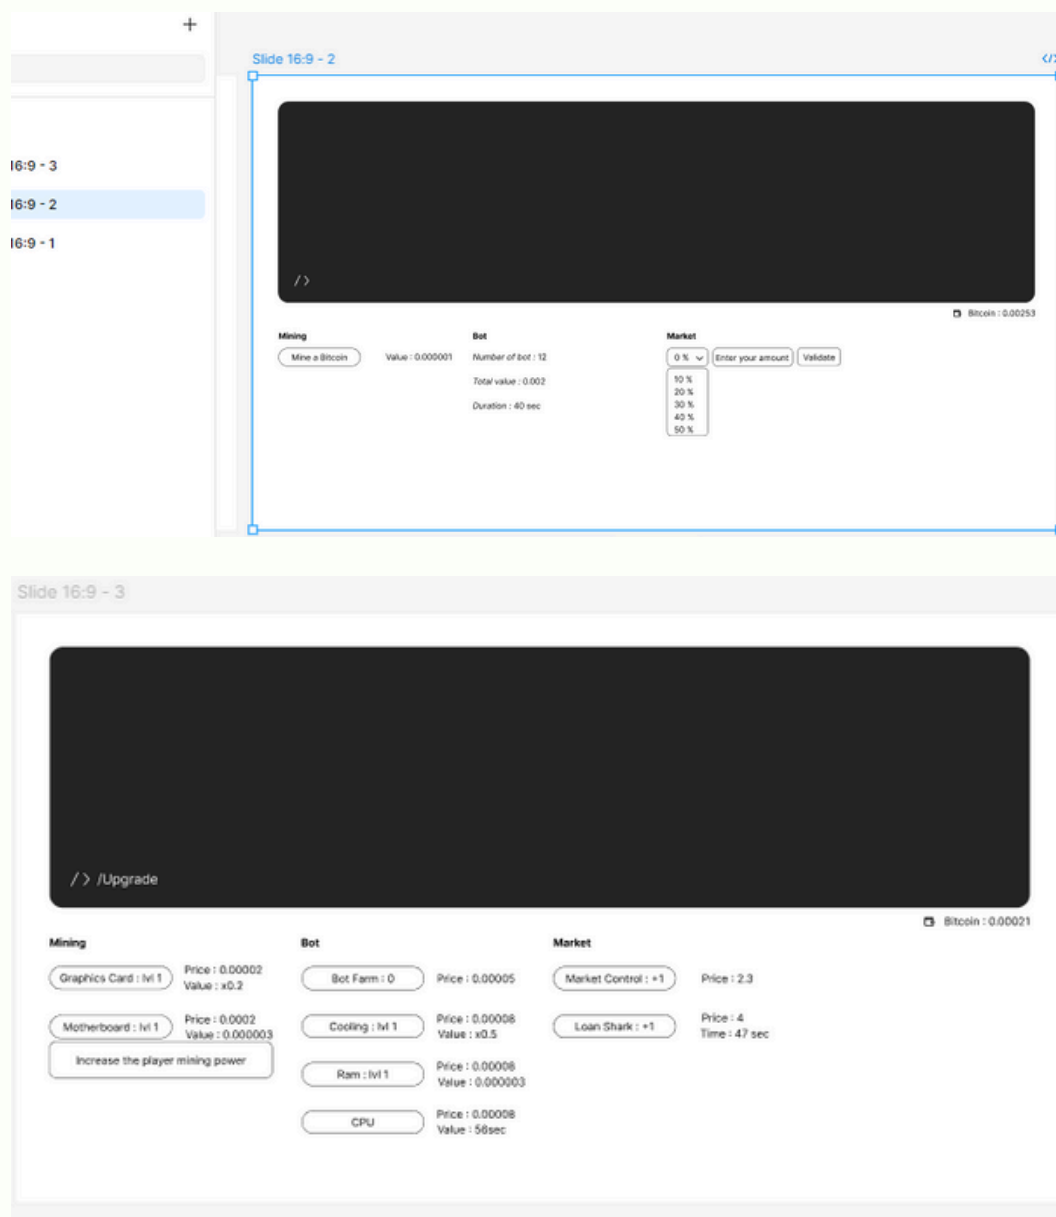 +
Slide 16:9 - 2
</>
16:9 - 3
16:9 - 2
16:9 - 1
/>
Bitcoin : 0.00253
Mining Bot Market
Mine a Bitcoin Value : 0.000001 Number of bot : 12 0 % Enter your amount Validate
Total value : 0.002 10 %
20 %
Duration : 40 sec 30 %
40 %
50 %
Slide 16:9 - 3
/> /Upgrade
Bitcoin : 0.00021
Mining Bot Market
Graphics Card : lvl 1 Price : 0.00002 Bot Farm : 0 Price : 0.00005 Market Control : +1 Price : 2.3
Value : x0.2
Motherboard : lvl 1 Price : 0.0002 Cooling : lvl 1 Price : 0.00008 Loan Shark : +1 Price : 4
Value : 0.000003 Value : x0.5 Time : 47 sec
Increase the player mining power
Ram : lvl 1 Price : 0.00008
Value : 0.000003
CPU Price : 0.00008
Value : 56sec